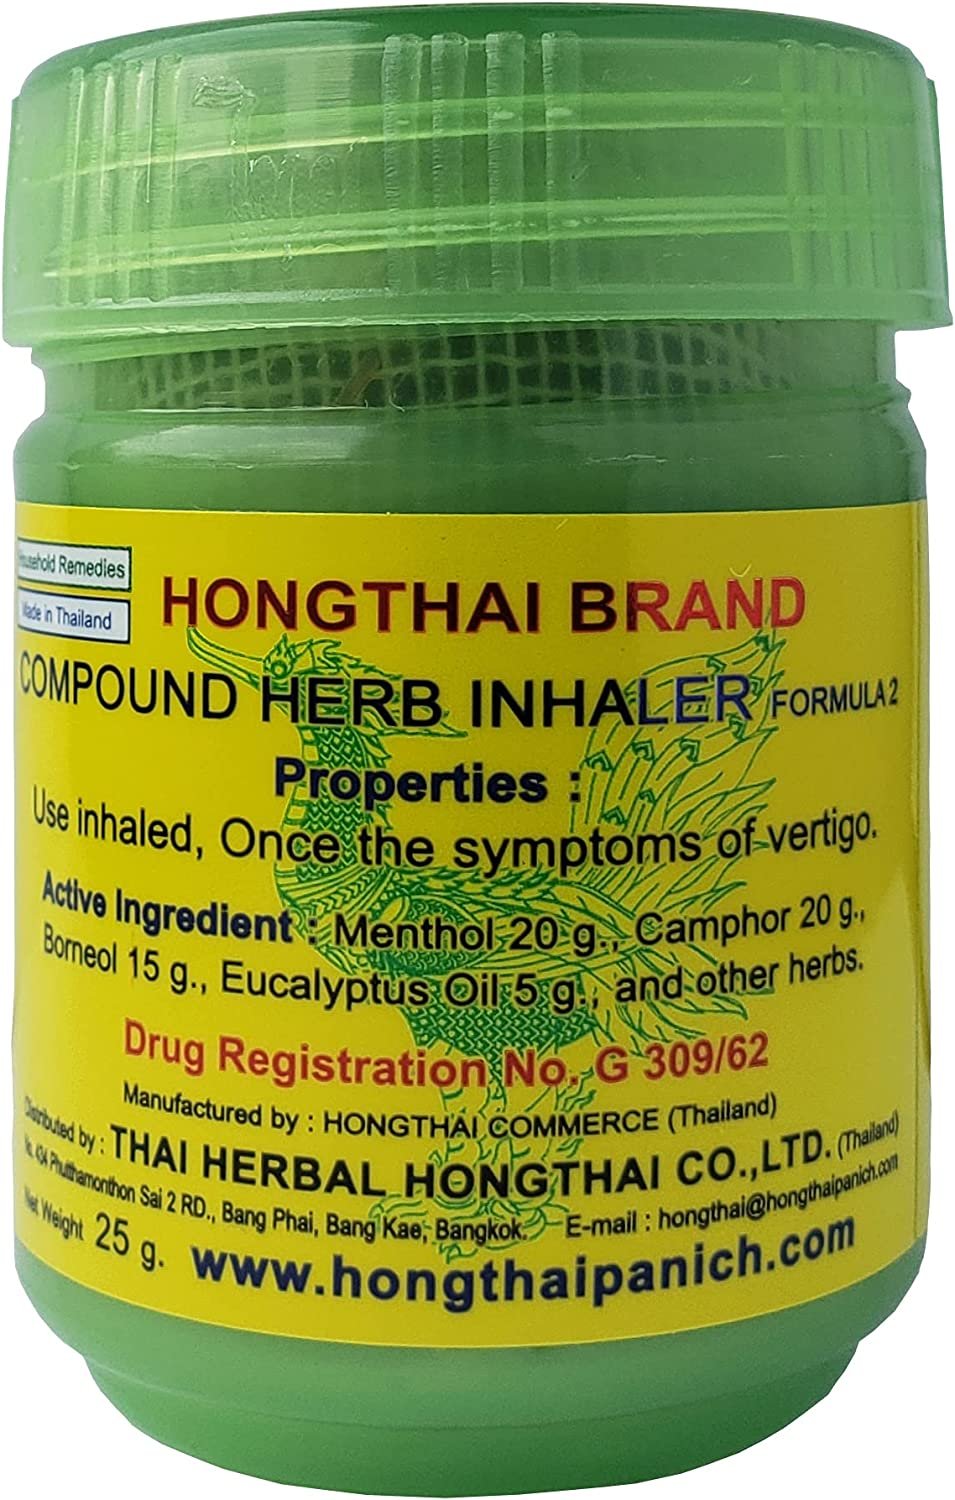 Household Remedies
Made in Thailand
HONGTHAI BRAND
COMPOUND HERB INHALER FORMULA 2
Properties :
Use inhaled, Once the symptoms of vertigo.
Active Ingredient : Menthol 20 g., Camphor 20 g.,
Borneol 15 g., Eucalyptus Oil 5 g., and other herbs.
Drug Registration No. G 309/62
Manufactured by : HONGTHAI COMMERCE (Thailand)
Distributed by : THAI HERBAL HONGTHAI CO.,LTD. (Thailand)
No. 434 Phutthamonthon Sai 2 RD., Bang Phai, Bang Kae, Bangkok. E-mail : hongthai@hongthaipanich.com
Net Weight 25 g. www.hongthaipanich.com